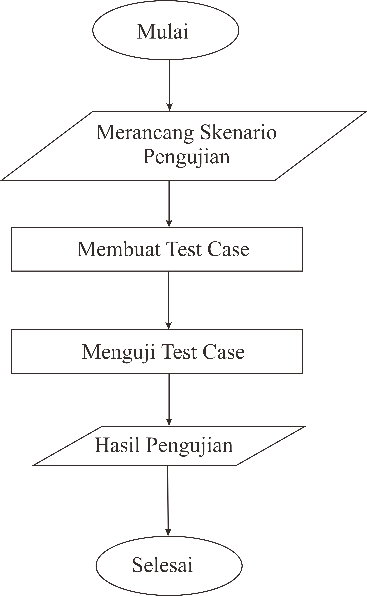 Mulai
Merancang Skenario
Pengujian
Membuat Test Case
Menguji Test Case
Hasil Pengujian
Selesai